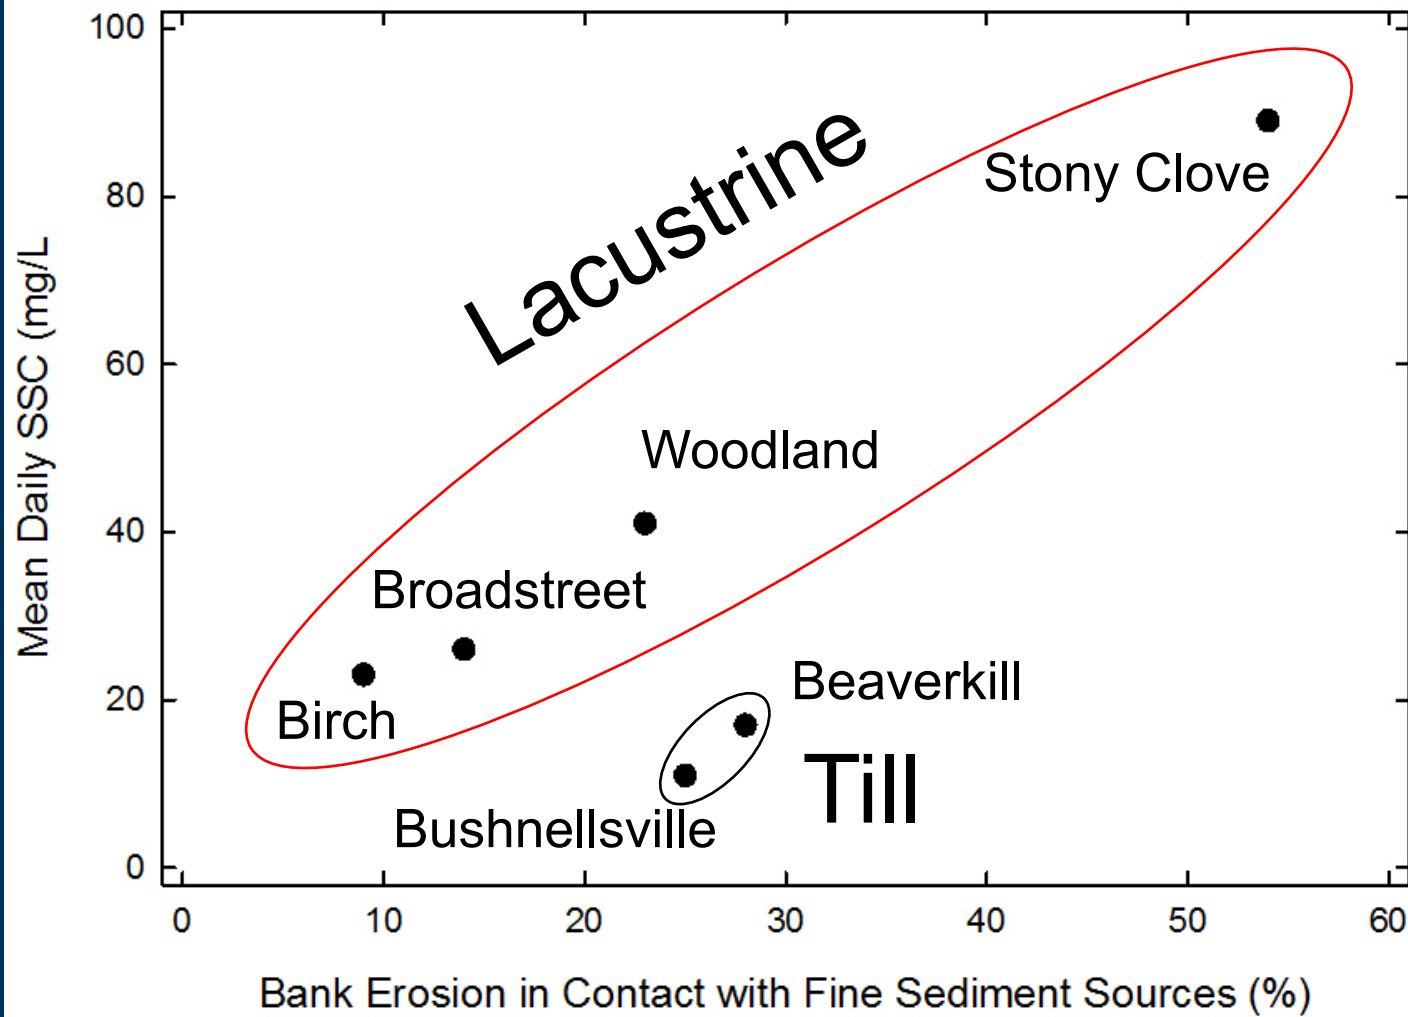 100
80
60
40
20
0
Mean Daily SSC (mg/L
Lacustrine
Stony Clove
Woodland
Broadstreet
Birch
Beaverkill
Till
Bushnellsville
0 10 20 30 40 50 60
Bank Erosion in Contact with Fine Sediment Sources (%)